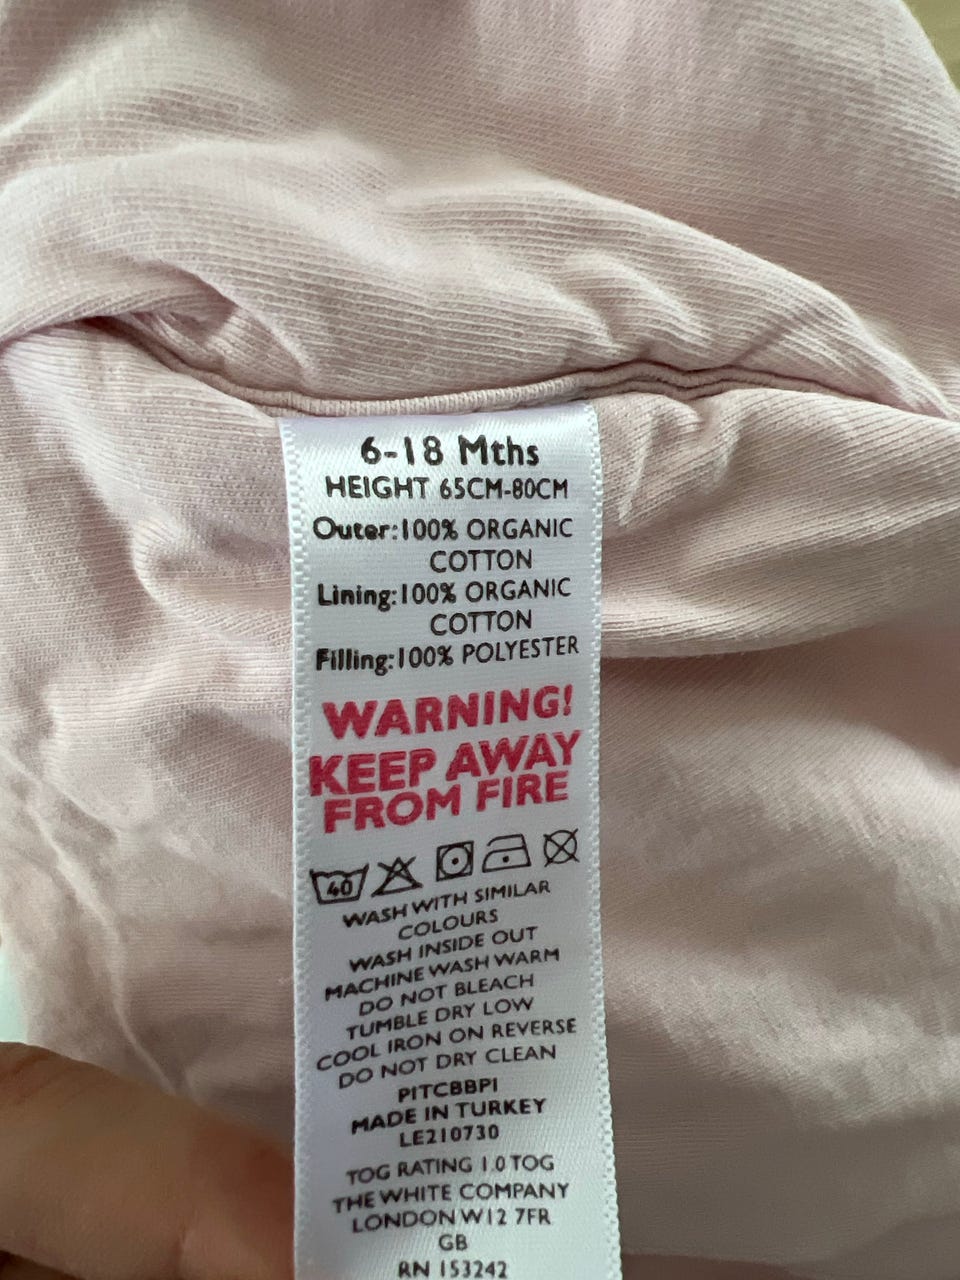 6-18 Mths
HEIGHT 65CM-80CM
Outer:100% ORGANIC
COTTON
Lining:100% ORGANIC
COTTON
Filling:100% POLYESTER
WARNING!
KEEP AWAY
FROM FIRE
40
WASH WITH SIMILAR
COLOURS
WASH INSIDE OUT
MACHINE WASH WARM
DO NOT BLEACH
TUMBLE DRY LOW
COOL IRON ON REVERSE
DO NOT DRY CLEAN
PITCBBPI
MADE IN TURKEY
LE210730
TOG RATING 1.0 TOG
THE WHITE COMPANY
LONDON W12 7FR
GB
RN 153242